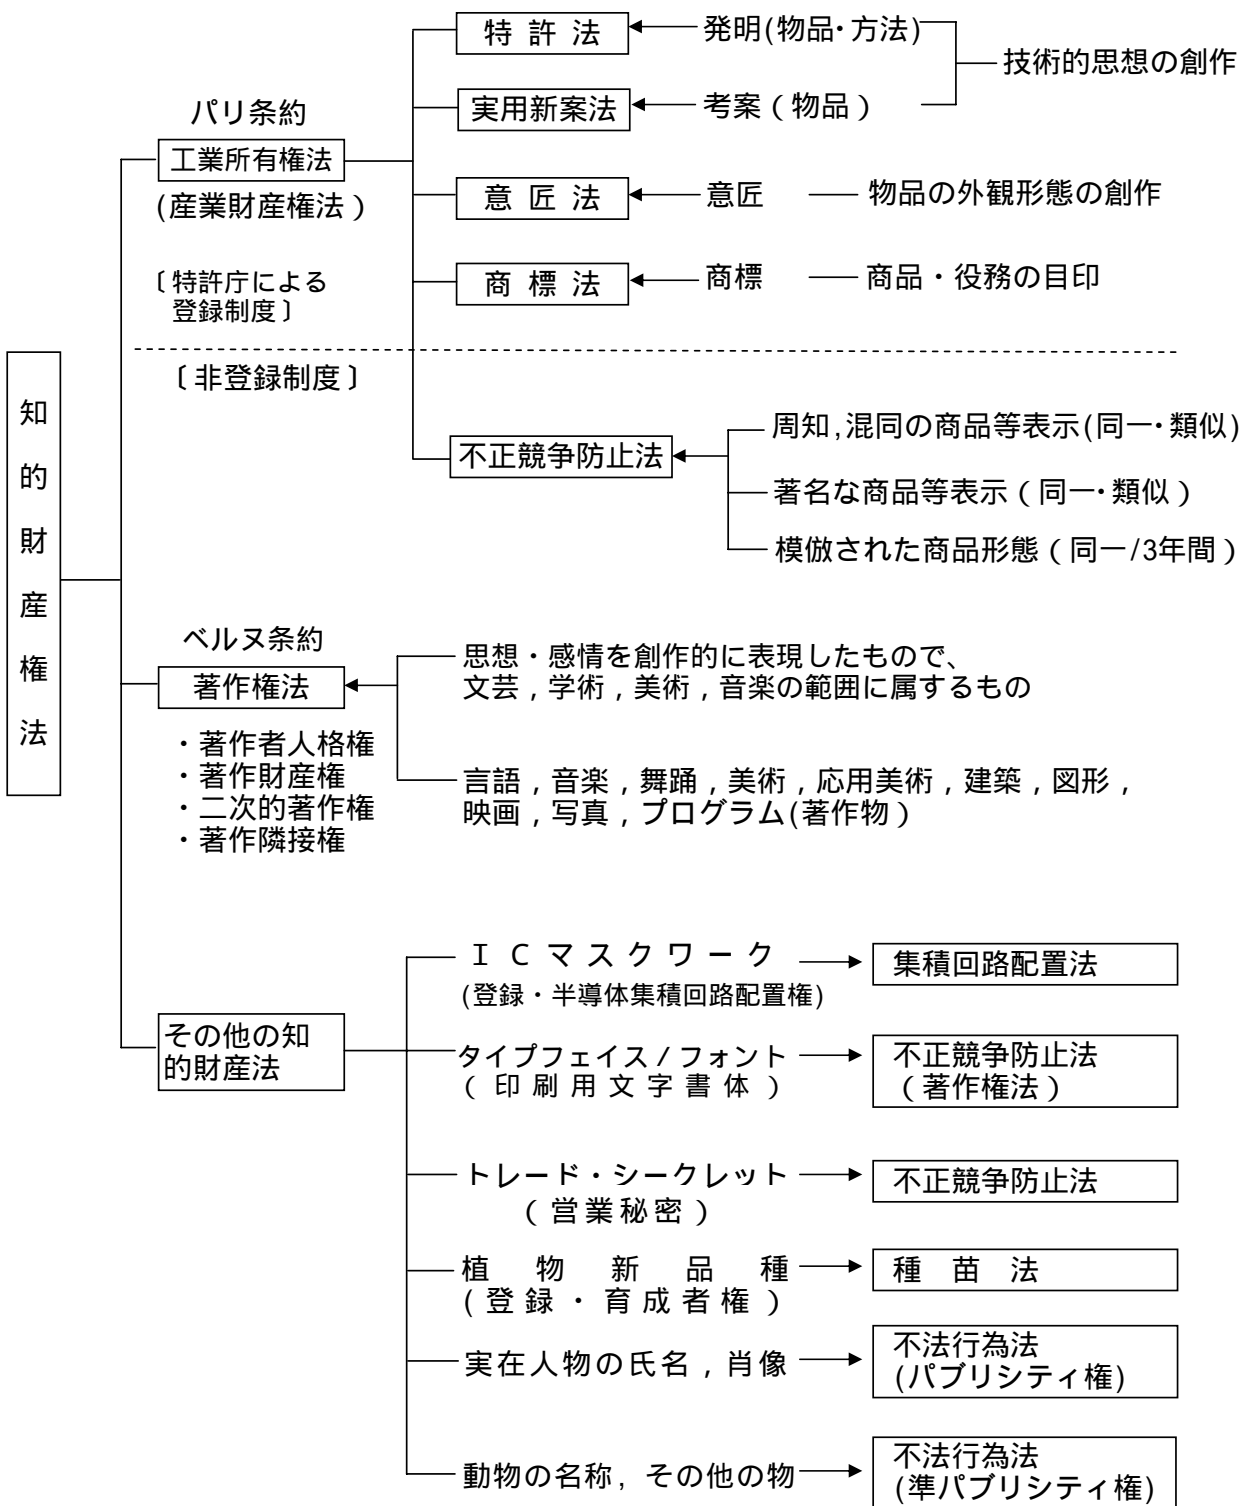 特許法
発明(物品・方法)
技術的思想の創作
パリ条約
実用新案法
考案(物品)
工業所有権法
(産業財産権法)
意匠法
意匠
物品の外観形態の創作
〔特許庁による
登録制度〕
商標法
商標
商品・役務の目印
〔非登録制度〕
知的財産権法
周知,混同の商品等表示(同一・類似)
不正競争防止法
著名な商品等表示(同一・類似)
模倣された商品形態(同一/3年間)
ベルヌ条約
著作権法
思想・感情を創作的に表現したもので、
文芸,学術,美術,音楽の範囲に属するもの
・著作者人格権
・著作財産権
・二次的著作権
・著作隣接権
言語,音楽,舞踊,美術,応用美術,建築,図形,
映画,写真,プログラム(著作物)
ICマスクワーク
(登録・半導体集積回路配置権)
集積回路配置法
その他の知
的財産法
タイプフェイス/フォント
(印刷用文字書体)
不正競争防止法
(著作権法)
トレード・シークレット
(営業秘密)
不正競争防止法
植物新品種
(登録・育成者権)
種苗法
実在人物の氏名,肖像
不法行為法
(パブリシティ権)
動物の名称,その他の物
不法行為法
(準パブリシティ権)